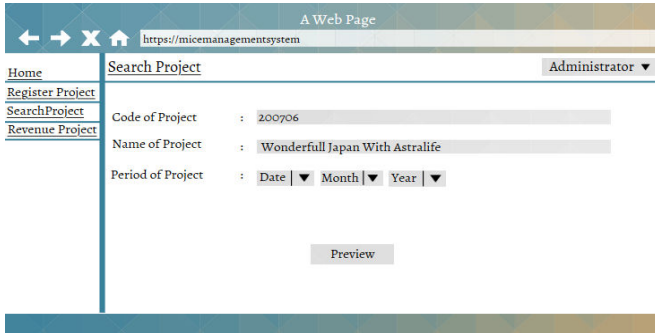 A Web Page
https://micemanagementsystem
Home
Register Project
SearchProject
Revenue Project
Search Project
Administrator
Code of Project : 200706
Name of Project : Wonderfull Japan With Astralife
Period of Project : Date Month Year
Preview